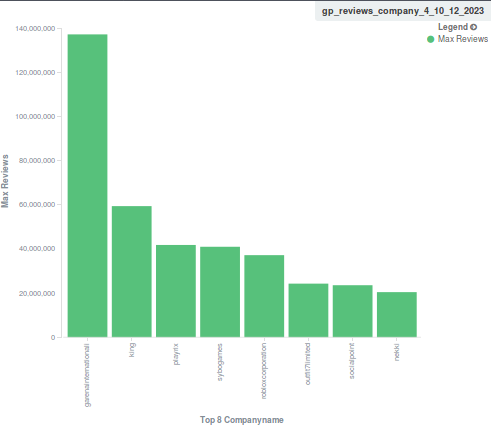 gp_reviews_company_4_10_12_2023
Legend
Max Reviews
Max Reviews
140,000,000
120,000,000
100,000,000
80,000,000
60,000,000
40,000,000
20,000,000
0
garenainternationali
king
playrix
sybogames
robloxcorporation
outfit7limited
socialpoint
nekki
Top 8 Companyname